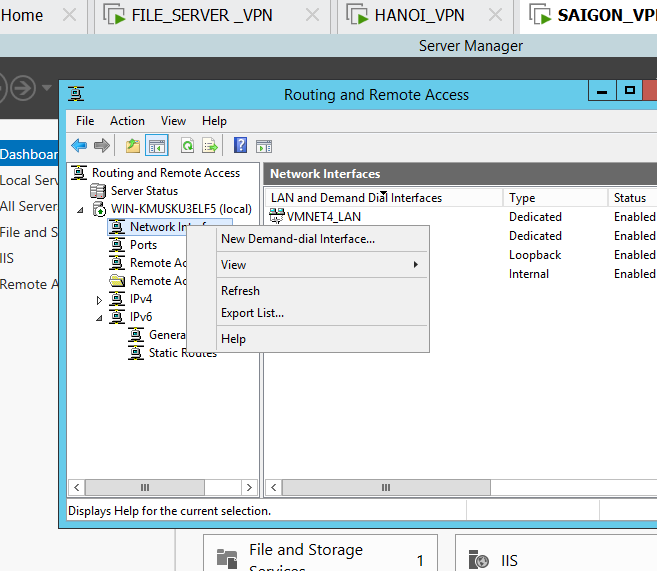 Home
FILE_SERVER _VPN
HANOI_VPN
SAIGON_VP
Server Manager
Routing and Remote Access
File Action View Help
Dashboar
Local Serv
All Server
File and S
IIS
Remote A
Routing and Remote Access
Server Status
WIN-KMUSKU3ELF5 (local)
Network Interf
Ports
Remote Ac
Remote Ac
IPv4
IPv6
Genera
Static Routes
Network Interfaces
LAN and Demand Dial Interfaces Type Status
VMNET4_LAN Dedicated Enabled
Dedicated Enabled
Loopback Enabled
Internal Enabled
New Demand-dial Interface...
View
Refresh
Export List...
Help
Displays Help for the current selection.
File and Storage
Services
1
IIS